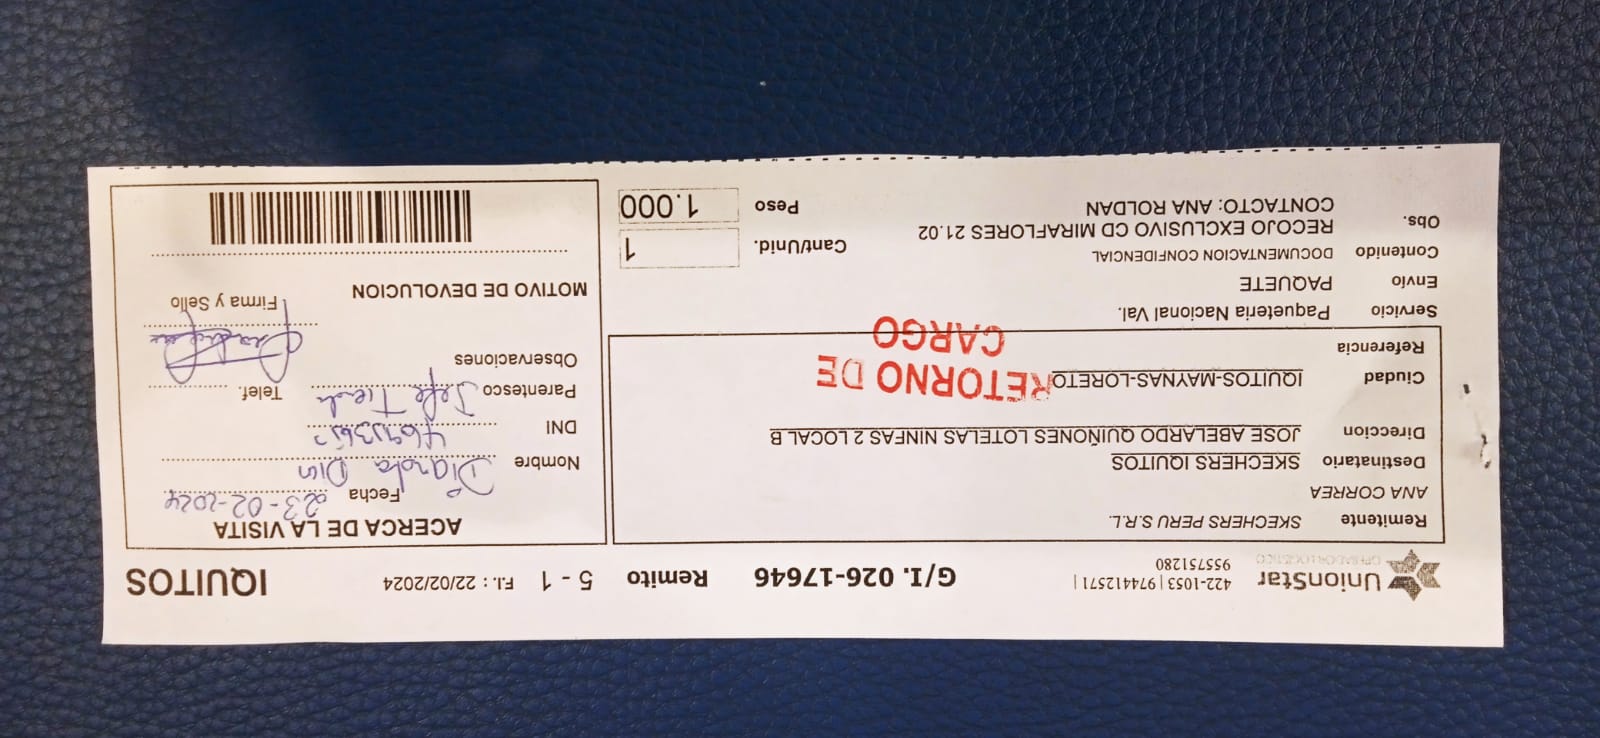 UnionStar
OPERADOR LOGISTICO
422-1053 | 974412571 |
955751280
G/I. 026-17646 Remito 5 - 1 F.I. : 22/02/2024 IQUITOS
Remitente SKECHERS PERU S.R.L.
ANA CORREA
Destinatario SKECHERS IQUITOS
Direccion JOSE ABELARDO QUIÑONES LOTELAS NINFAS 2 LOCAL B
Ciudad IQUITOS-MAYNAS-LORETO
Referencia
RETORNO DE
CARGO
Servicio Paqueteria Nacional Val.
Envio PAQUETE
Contenido DOCUMENTACION CONFIDENCIAL
Obs. RECOJO EXCLUSIVO CD MIRAFLORES 21.02
CONTACTO: ANA ROLDAN
Cant/Unid. 1
Peso 1.000
ACERCA DE LA VISITA
Fecha 23-02-2024
Nombre
DNI
Parentesco Jefe Tienda
Telef.
Observaciones
Firma y Sello
MOTIVO DE DEVOLUCION